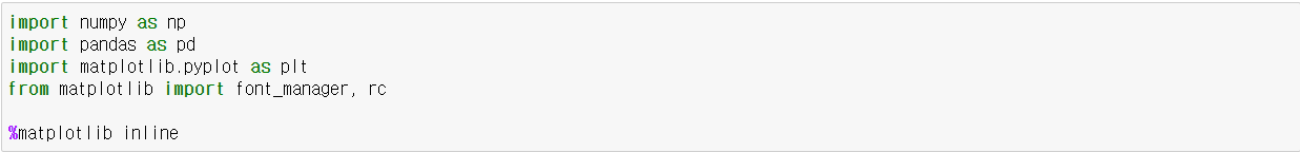 import numpy as np
import pandas as pd
import matplotlib.pyplot as plt
from matplotlib import font_manager, rc
%matplotlib inline